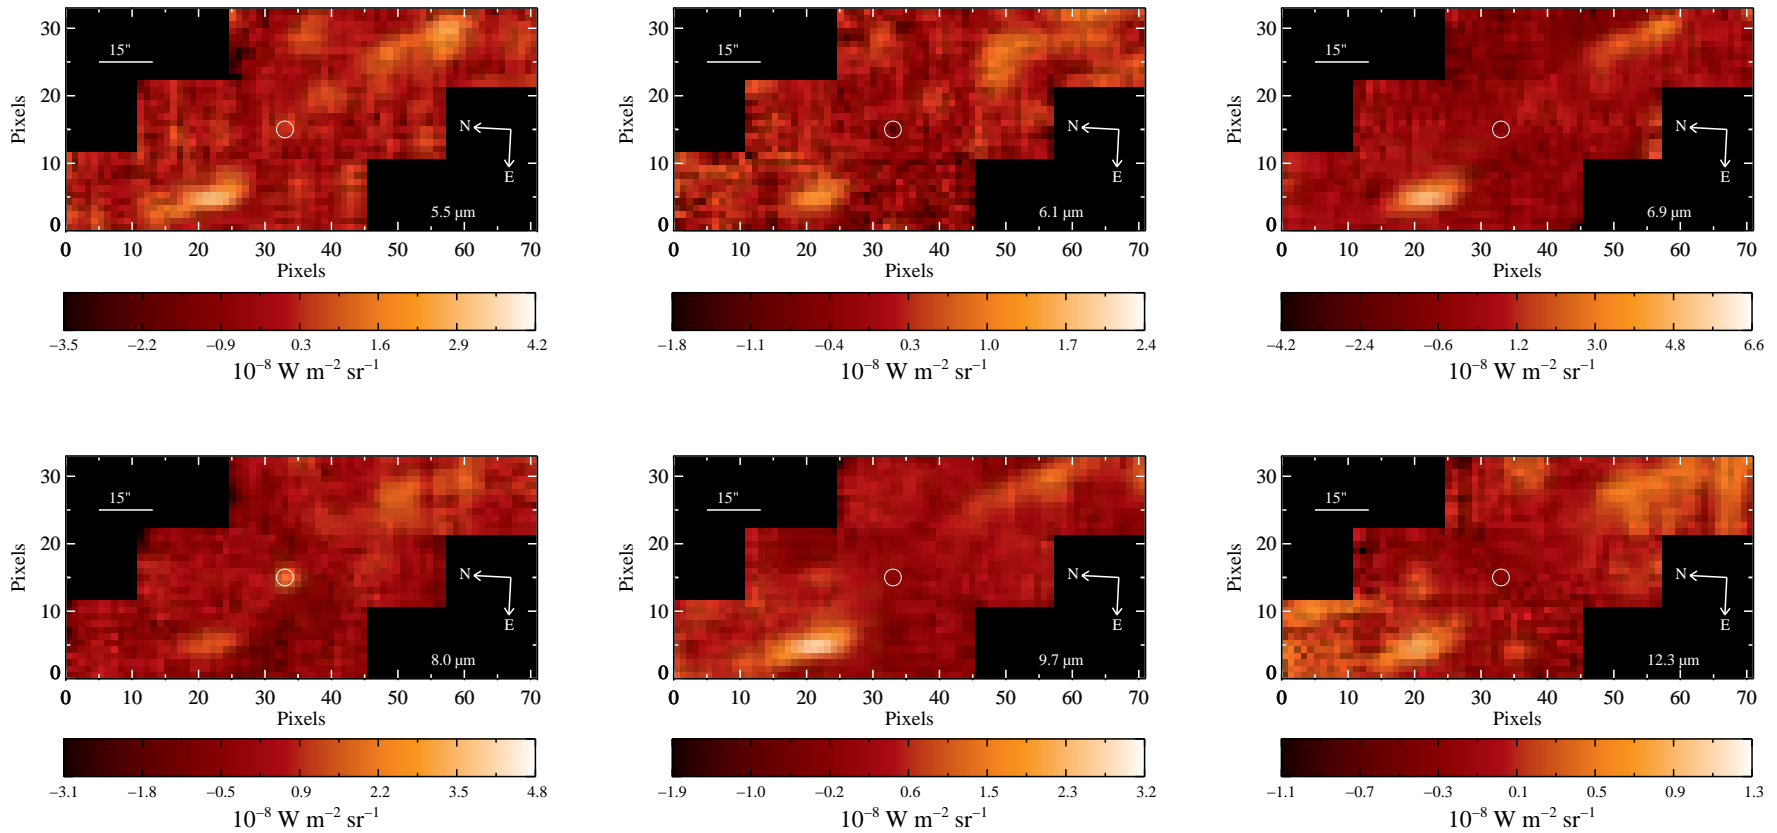 30
20
10
0
Pixels
15"
N
E
5.5 µm
0 10 20 30 40 50 60 70
Pixels
−3.5 −2.2 −0.9 0.3 1.6 2.9 4.2
10⁻⁸ W m⁻² sr⁻¹
30
20
10
0
Pixels
15"
N
E
6.1 µm
0 10 20 30 40 50 60 70
Pixels
−1.8 −1.1 −0.4 0.3 1.0 1.7 2.4
10⁻⁸ W m⁻² sr⁻¹
30
20
10
0
Pixels
15"
N
E
6.9 µm
0 10 20 30 40 50 60 70
Pixels
−4.2 −2.4 −0.6 1.2 3.0 4.8 6.6
10⁻⁸ W m⁻² sr⁻¹
30
20
10
0
Pixels
15"
N
E
8.0 µm
0 10 20 30 40 50 60 70
Pixels
−3.1 −1.8 −0.5 0.9 2.2 3.5 4.8
10⁻⁸ W m⁻² sr⁻¹
30
20
10
0
Pixels
15"
N
E
9.7 µm
0 10 20 30 40 50 60 70
Pixels
−1.9 −1.0 −0.2 0.6 1.5 2.3 3.2
10⁻⁸ W m⁻² sr⁻¹
30
20
10
0
Pixels
15"
N
E
12.3 µm
0 10 20 30 40 50 60 70
Pixels
−1.1 −0.7 −0.3 0.1 0.5 0.9 1.3
10⁻⁸ W m⁻² sr⁻¹